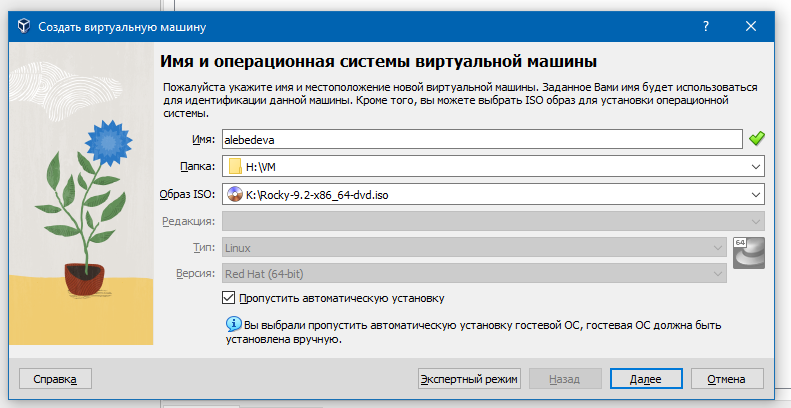 Создать виртуальную машину
Имя и операционная системы виртуальной машины
Пожалуйста укажите имя и местоположение новой виртуальной машины. Заданное Вами имя будет использоваться
для идентификации данной машины. Кроме того, вы можете выбрать ISO образ для установки операционной
системы.
Имя: alebedeva
Папка: H:\VM
Образ ISO: K:\Rocky-9.2-x86_64-dvd.iso
Редакция:
Тип: Linux
64
Версия: Red Hat (64-bit)
Пропустить автоматическую установку
Вы выбрали пропустить автоматическую установку гостевой ОС, гостевая ОС должна быть
установлена вручную.
Справка Экспертный режим Назад Далее Отмена